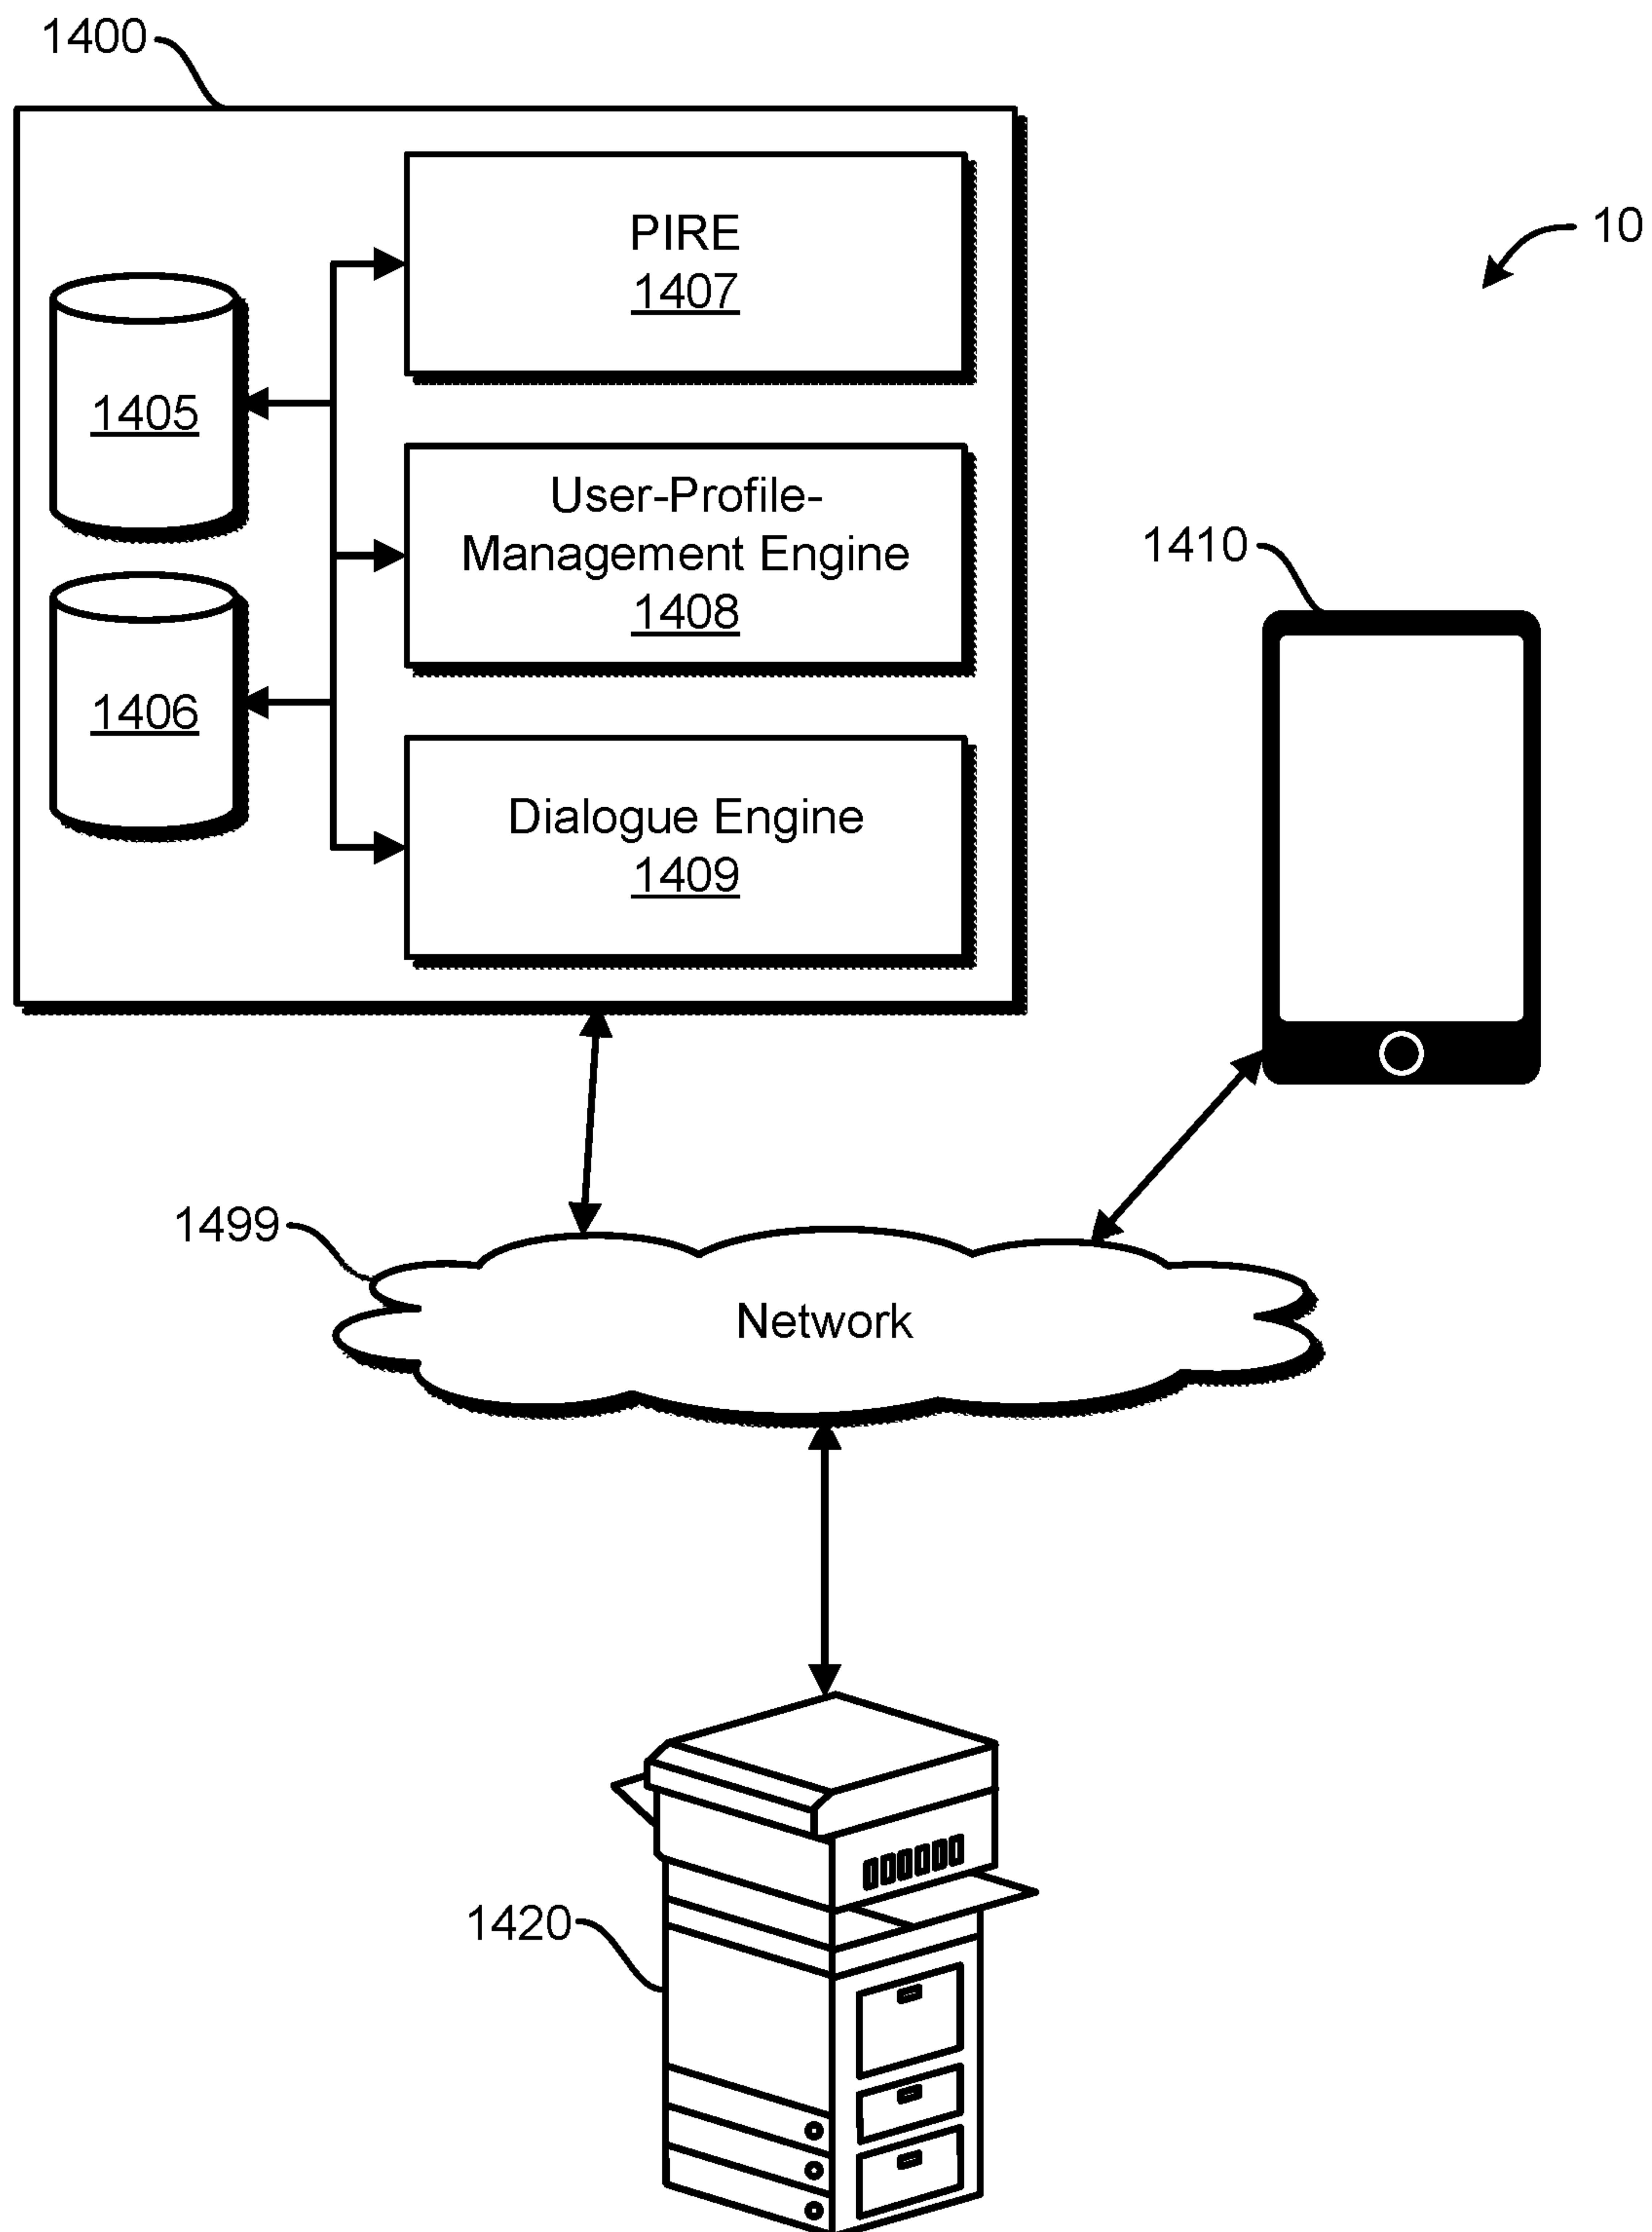 1400
PIRE
1407
10
1405
User-Profile-
Management Engine
1408
1410
1406
Dialogue Engine
1409
1499
Network
1420